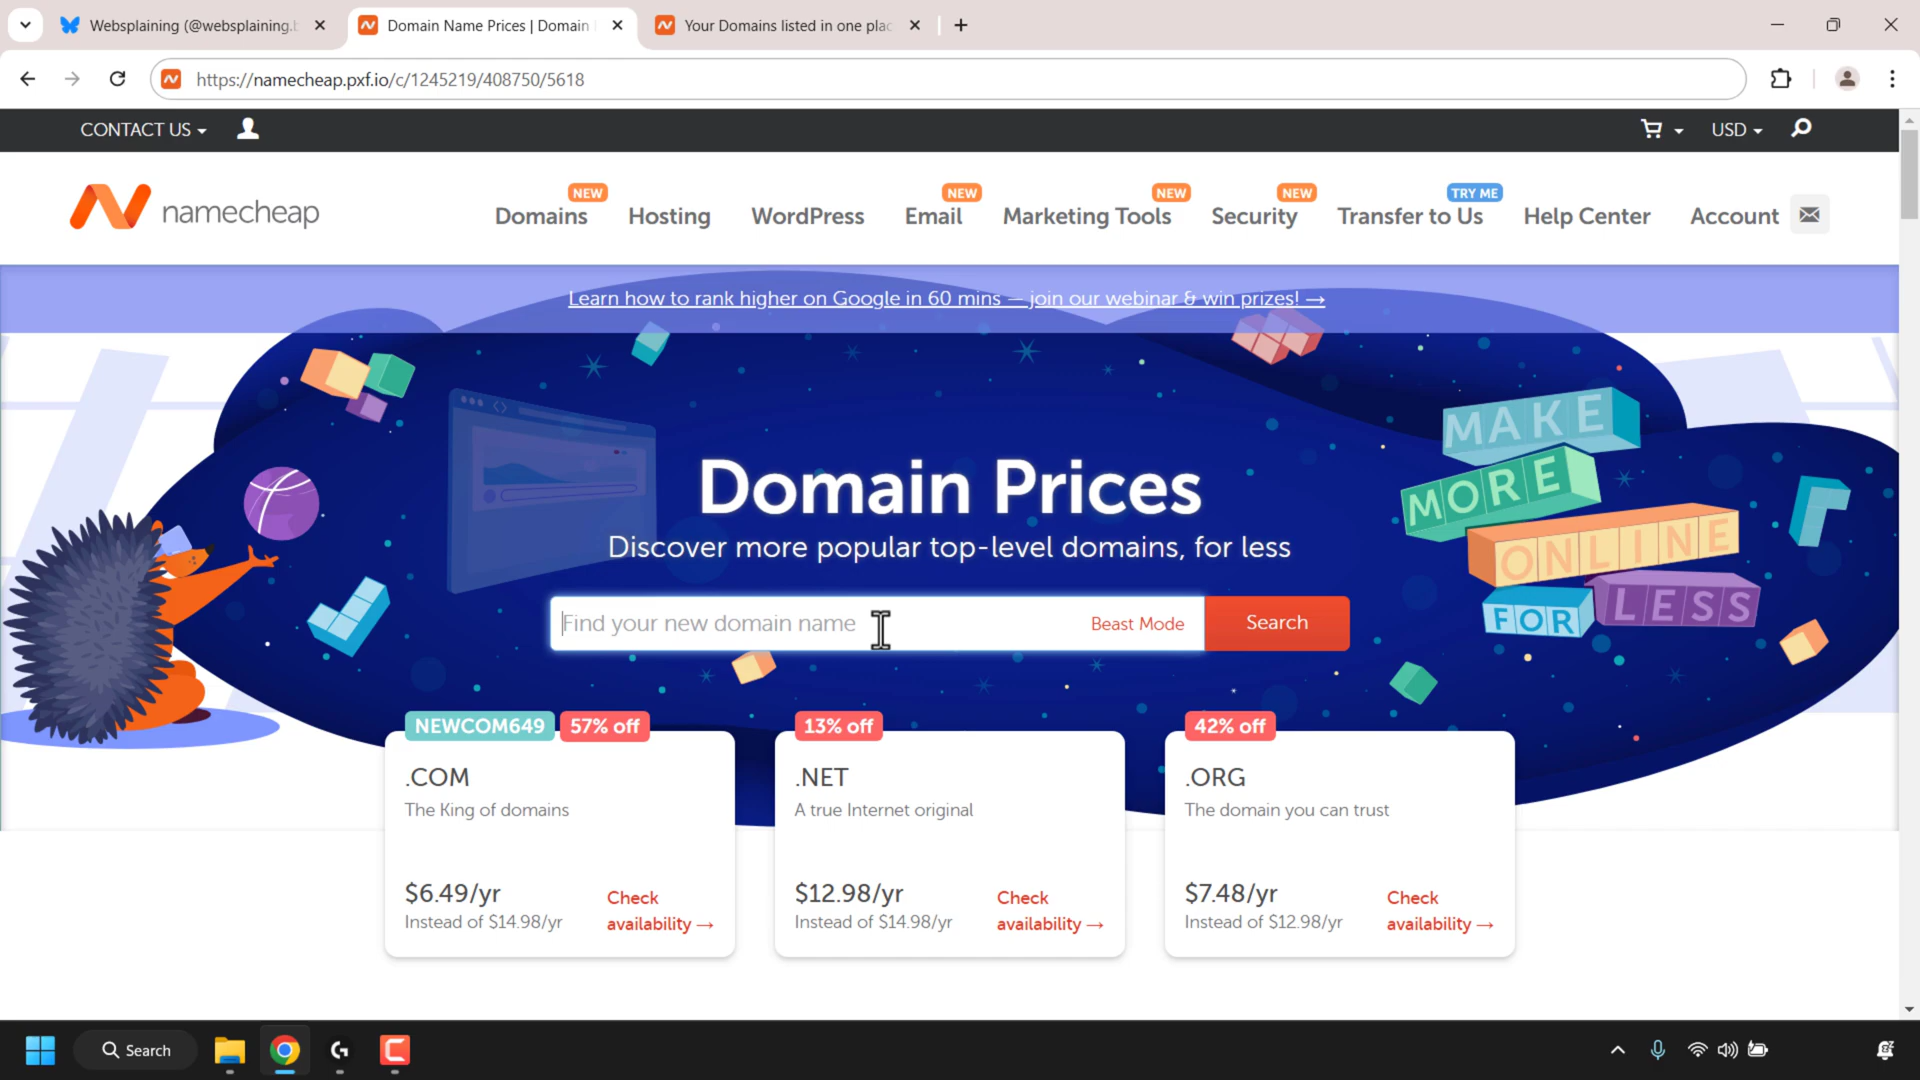 Websplaining (@websplaining.b
Domain Name Prices | Domain
Your Domains listed in one plac
https://namecheap.pxf.io/c/1245219/408750/5618
CONTACT US
USD
namecheap
NEW
NEW
NEW
NEW
TRY ME
Domains
Hosting
WordPress
Email
Marketing Tools
Security
Transfer to Us
Help Center
Account
Learn how to rank higher on Google in 60 mins — join our webinar & win prizes! →
MAKE
MORE
ONLINE
FOR LESS
Domain Prices
Discover more popular top-level domains, for less
Find your new domain name
Beast Mode
Search
NEWCOM649 57% off
.COM
The King of domains
$6.49/yr
Instead of $14.98/yr
Check
availability →
13% off
.NET
A true Internet original
$12.98/yr
Instead of $14.98/yr
Check
availability →
42% off
.ORG
The domain you can trust
$7.48/yr
Instead of $12.98/yr
Check
availability →
Search